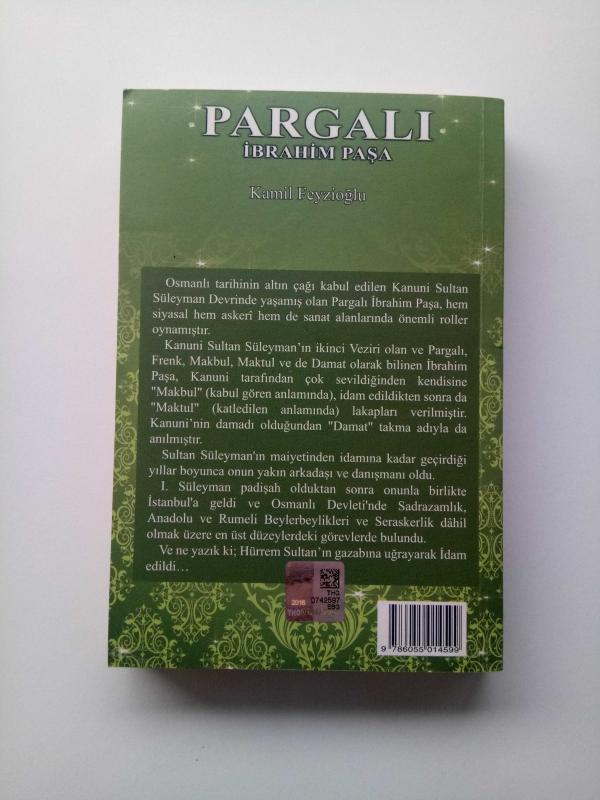 PARGALI
İBRAHİM PAŞA
Kamil Feyzioğlu
Osmanlı tarihinin altın çağı kabul edilen Kanuni Sultan
Süleyman Devrinde yaşamış olan Pargalı İbrahim Paşa, hem
siyasal hem askerî hem de sanat alanlarında önemli roller
oynamıştır.
Kanuni Sultan Süleyman'ın ikinci Veziri olan ve Pargalı,
Frenk, Makbul, Maktul ve de Damat olarak bilinen İbrahim
Paşa, Kanuni tarafından çok sevildiğinden kendisine
"Makbul" (kabul gören anlamında), idam edildikten sonra da
"Maktul" (katledilen anlamında) lakapları verilmiştir.
Kanuni'nin damadı olduğundan "Damat" takma adıyla da
anılmıştır.
Sultan Süleyman'ın maiyetinden idamına kadar geçirdiği
yıllar boyunca onun yakın arkadaşı ve danışmanı oldu.
I. Süleyman padişah olduktan sonra onunla birlikte
İstanbul'a geldi ve Osmanlı Devleti'nde Sadrazamlık,
Anadolu ve Rumeli Beylerbeylikleri ve Seraskerlik dâhil
olmak üzere en üst düzeylerdeki görevlerde bulundu.
Ve ne yazık ki; Hürrem Sultan'ın gazabına uğrayarak İdam
edildi...
2016
TH3
0742597
EB3
9 786055 014599